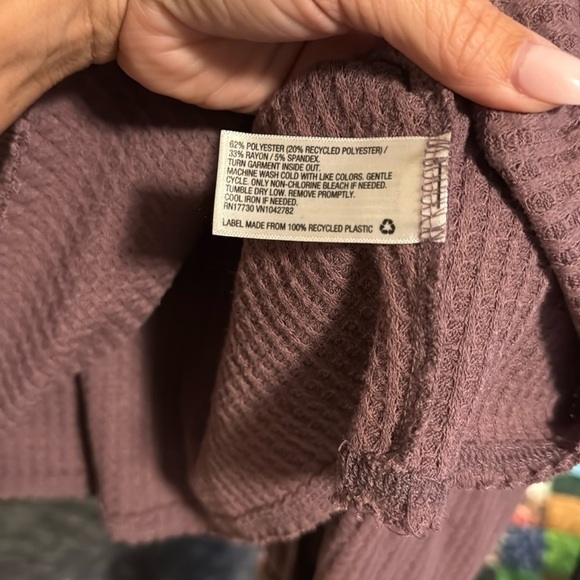 62% POLYESTER (20% RECYCLED POLYESTER) /
33% RAYON / 5% SPANDEX.
TURN GARMENT INSIDE OUT.
MACHINE WASH COLD WITH LIKE COLORS. GENTLE
CYCLE. ONLY NON-CHLORINE BLEACH IF NEEDED.
TUMBLE DRY LOW. REMOVE PROMPTLY.
COOL IRON IF NEEDED.
RN17730 VN1042782
LABEL MADE FROM 100% RECYCLED PLASTIC